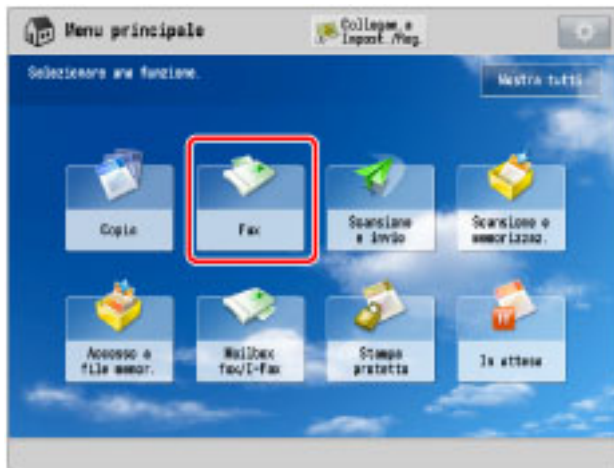 Menu principale
Collegam. a
Impost./Reg.
Selezionare una funzione.
Mostra tutti
Copia
Fax
Scansione
e invio
Scansione e
memorizzaz.
Accesso a
file memor.
Mailbox
fax/I-Fax
Stampa
protetta
In attesa